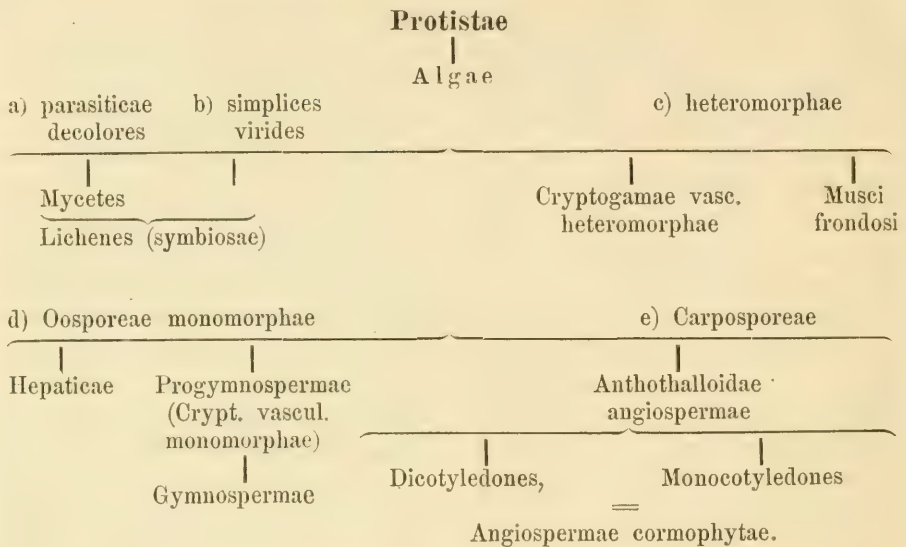 Protistae
Algae
a) parasiticae decolores
b) simplices virides
c) heteromorphae
Mycetes
Lichenes (symbiosae)
Cryptogamae vasc. heteromorphae
Musci frondosi
d) Oosporeae monomorphae
e) Carposporeae
Hepaticae
Progymnospermae
(Crypt. vascul. monomorphae)
Gymnospermae
Anthothalloidae angiospermae
Dicotyledones,
Monocotyledones
=
Angiospermae cormophytae.